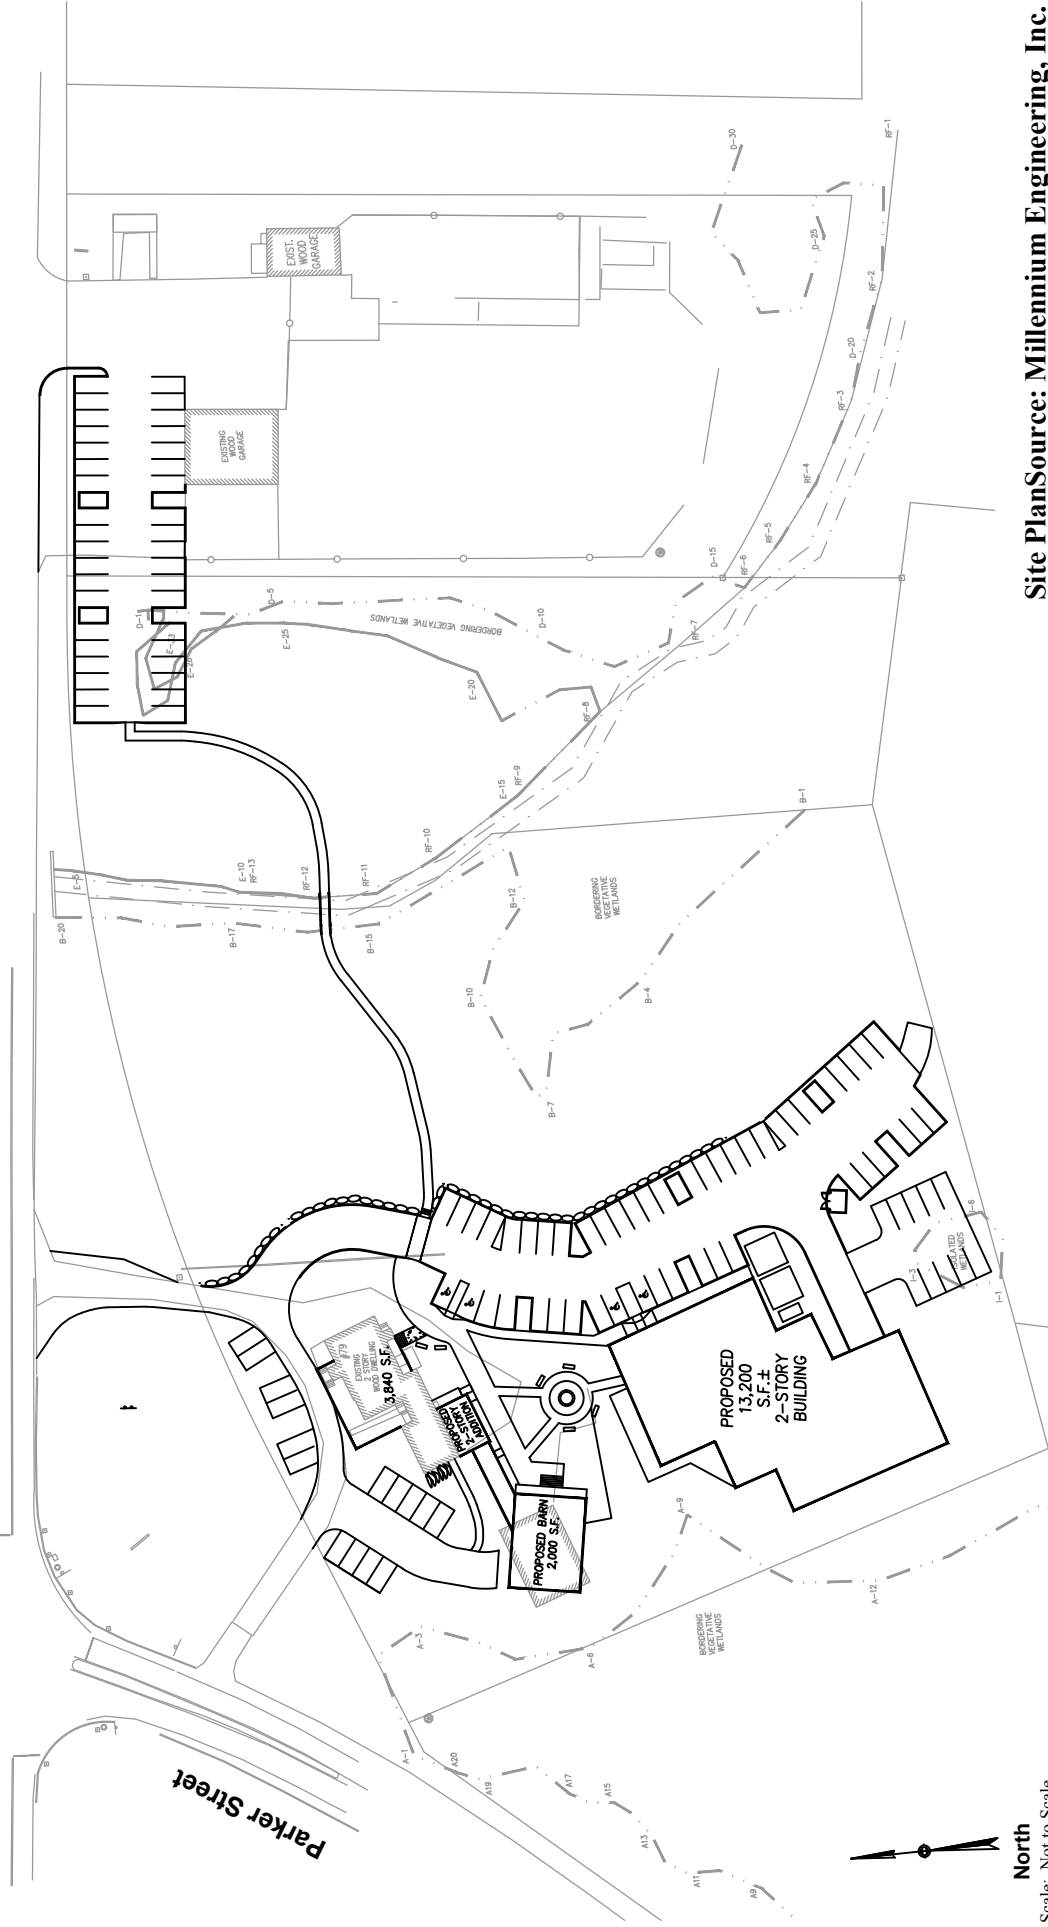 Site PlanSource: Millennium Engineering, Inc.
North
Scale: Not to Scale
Parker Street
PROPOSED
13,200
S.F.±
2-STORY
BUILDING
PROPOSED BARN
2,000 S.F.
PROPOSED
2-STORY
ADDITION
#79
EXISTING
2 STORY
WOOD DWELLING
3,840 S.F.
EXISTING
WOOD
GARAGE
EXIST.
WOOD
GARAGE
BORDERING
VEGETATIVE
WETLANDS
BORDERING
VEGETATIVE
WETLANDS
BORDERING VEGETATIVE WETLANDS
ISOLATED
WETLANDS
A9
A11
A13
A15
A17
A19
A20
A-1
A-3
A-6
A-9
A-12
B-1
B-4
B-7
B-10
B-12
B-15
B-17
B-20
D-1
D-5
D-10
D-15
D-20
D-25
D-30
E-5
E-10
E-15
E-20
E-25
E-28
E-33
I-1
I-3
I-6
RF-1
RF-2
RF-3
RF-4
RF-5
RF-6
RF-7
RF-8
RF-9
RF-10
RF-11
RF-12
RF-13